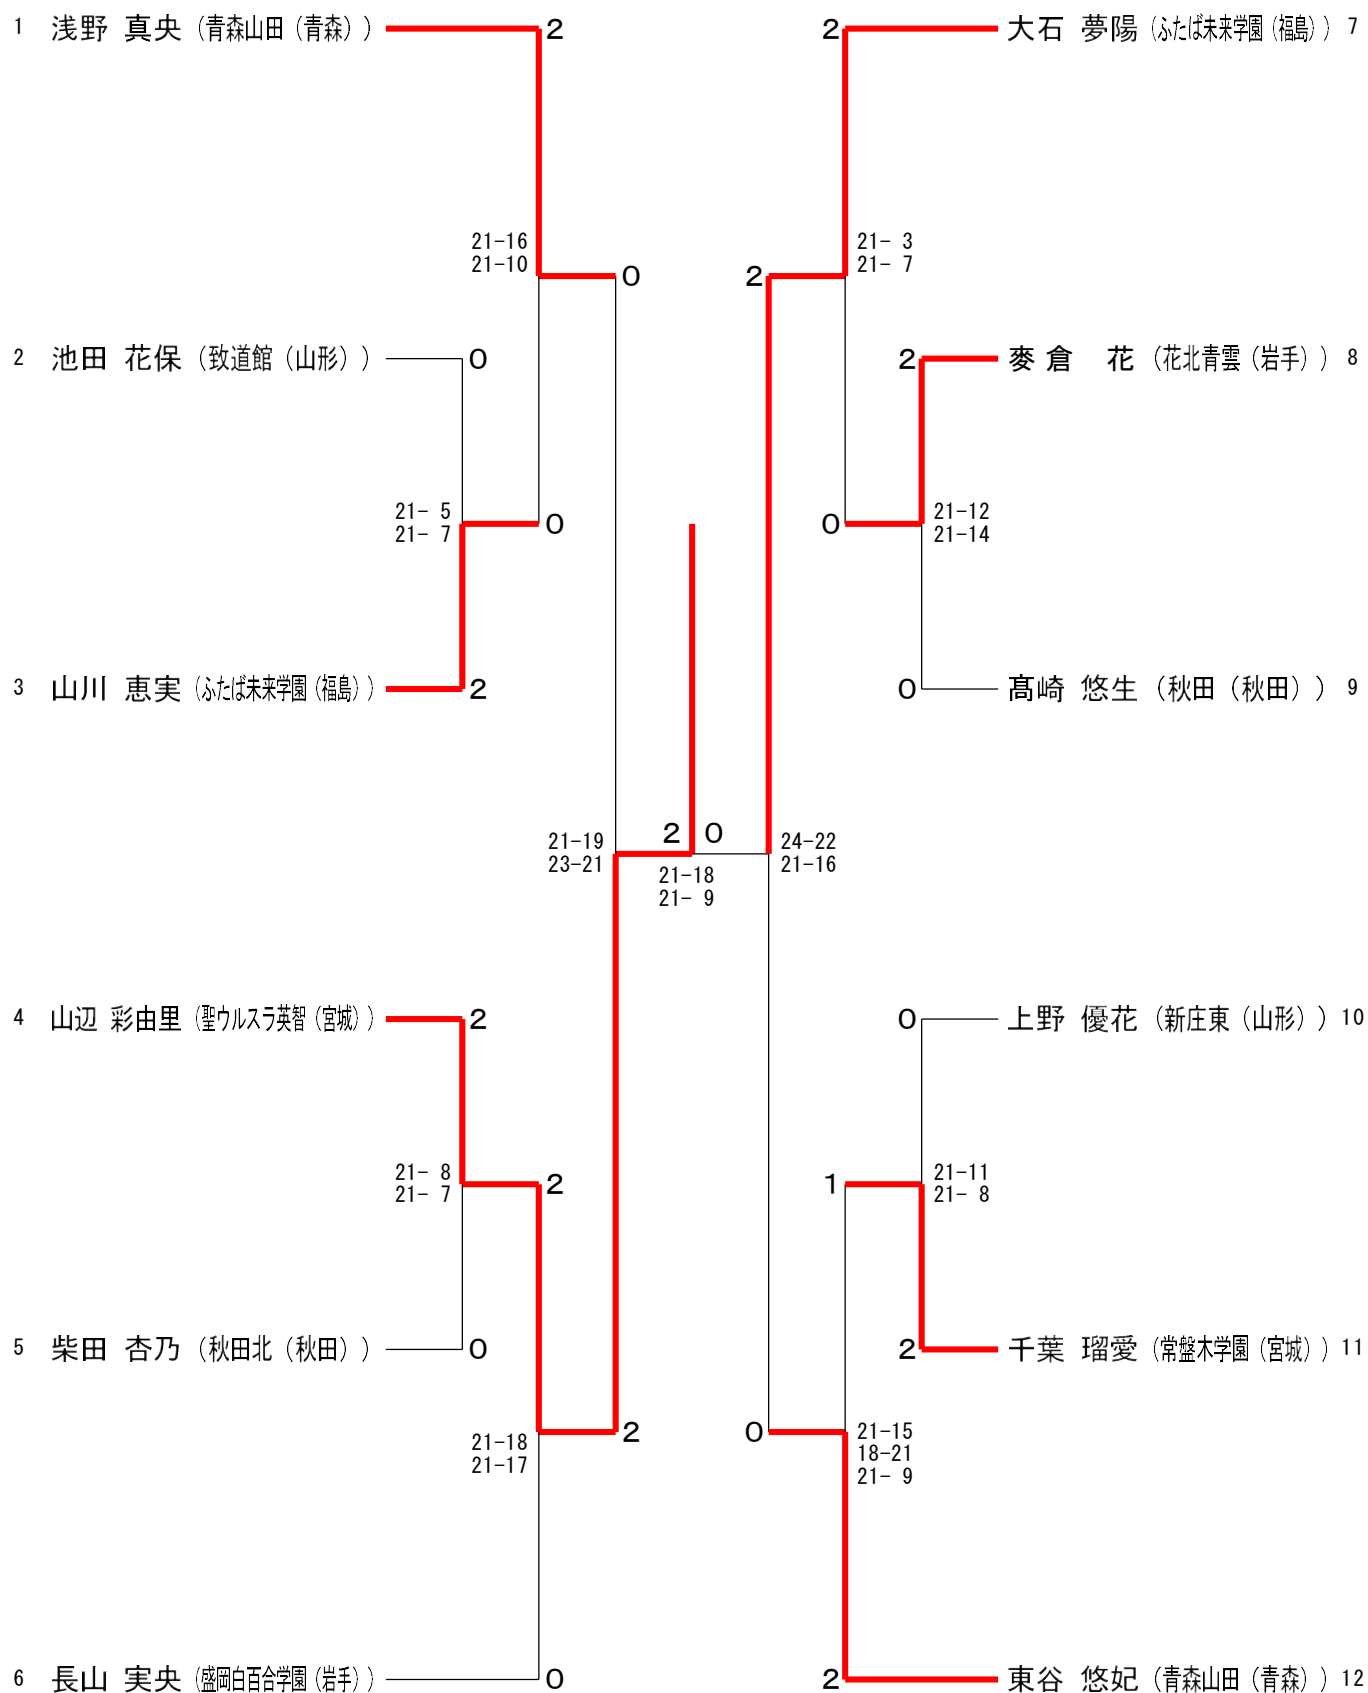 1 浅野 真央 (青森山田 (青森) ) 2
2 大石 夢陽 (ふたば未来学園 (福島) ) 7
21-16
21-10
0
2
21- 3
21- 7
2 池田 花保 (致道館 (山形) ) 0
2 麥倉 花 (花北青雲 (岩手) ) 8
21- 5
21- 7
0
0
21-12
21-14
3 山川 恵実 (ふたば未来学園 (福島) ) 2
0 髙崎 悠生 (秋田 (秋田) ) 9
21-19
23-21
2 0
21-18
21- 9
24-22
21-16
4 山辺 彩由里 (聖ウルスラ英智 (宮城) ) 2
0 上野 優花 (新庄東 (山形) ) 10
21- 8
21- 7
2
1
21-11
21- 8
5 柴田 杏乃 (秋田北 (秋田) ) 0
2 千葉 瑠愛 (常盤木学園 (宮城) ) 11
21-18
21-17
2
0
21-15
18-21
21- 9
6 長山 実央 (盛岡白百合学園 (岩手) ) 0
2 東谷 悠妃 (青森山田 (青森) ) 12